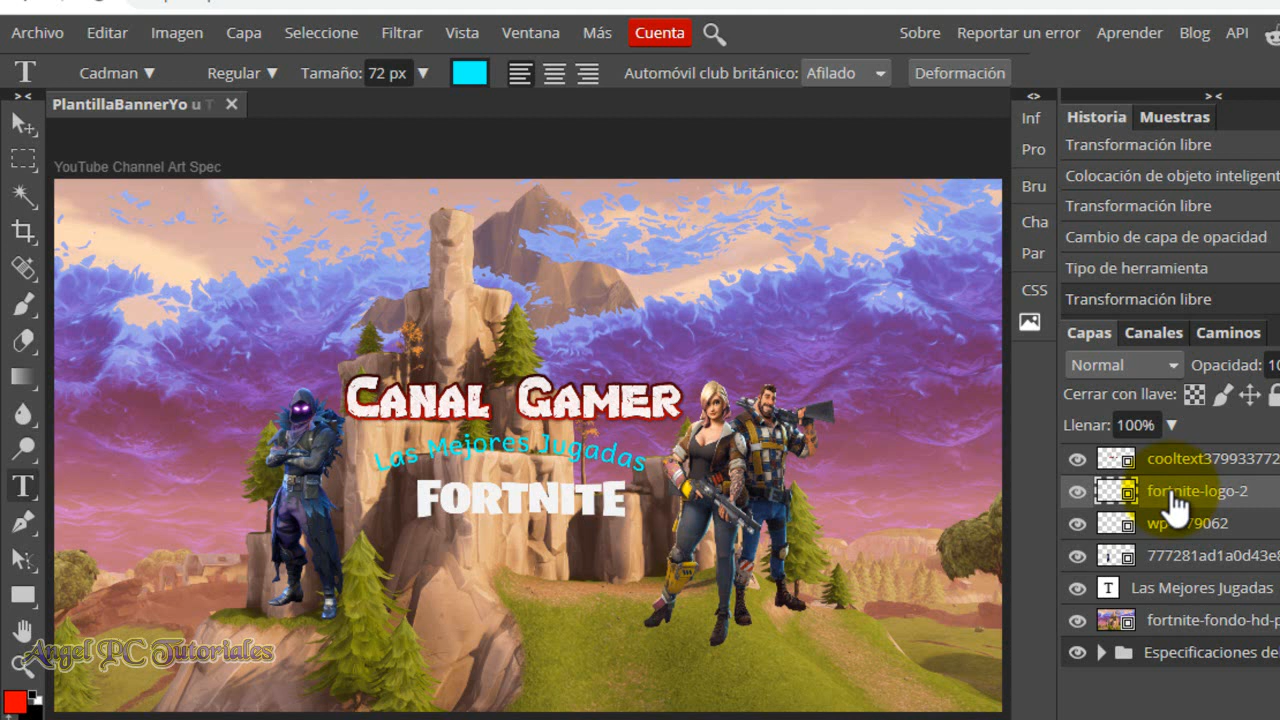 Archivo Editar Imagen Capa Seleccione Filtrar Vista Ventana Más Cuenta Sobre Reportar un error Aprender Blog API
T Cadman Regular Tamaño: 72 px Automóvil club británico: Afilado Deformación
PlantillaBannerYo u T
YouTube Channel Art Spec
CANAL GAMER
Las Mejores Jugadas
FORTNITE
Angel PC Tutoriales
Inf
Pro
Bru
Cha
Par
CSS
Historia Muestras
Transformación libre
Colocación de objeto inteligent
Transformación libre
Cambio de capa de opacidad
Tipo de herramienta
Transformación libre
Capas Canales Caminos
Normal Opacidad: 10
Cerrar con llave:
Llenar: 100%
cooltext379933772
fortnite-logo-2
777281ad1a0d43e
T Las Mejores Jugadas
fortnite-fondo-hd-p
Especificaciones de